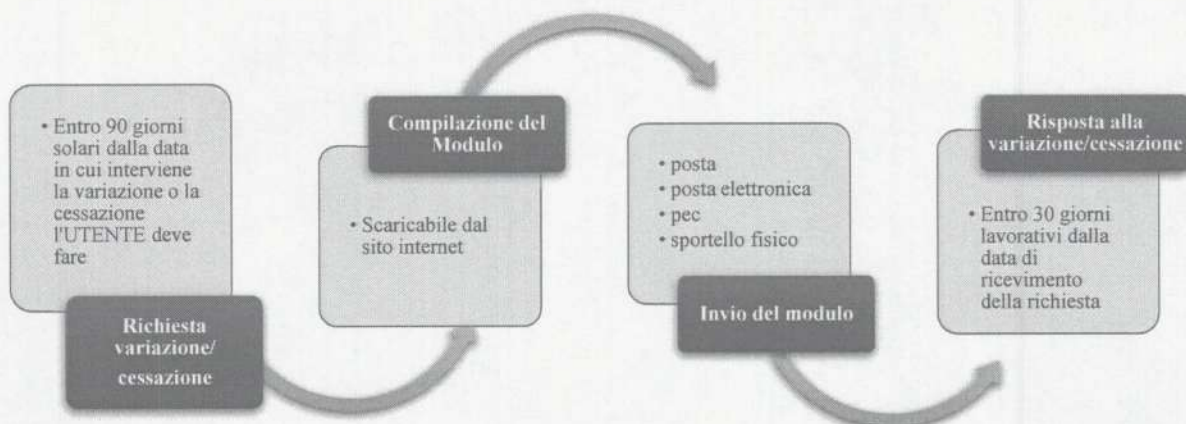 • Entro 90 giorni
solari dalla data
in cui interviene
la variazione o la
cessazione
l'UTENTE deve
fare
Richiesta
variazione/
cessazione
Compilazione del
Modulo
• Scaricabile dal
sito internet
• posta
• posta elettronica
• pec
• sportello fisico
Invio del modulo
Risposta alla
variazione/cessazione
• Entro 30 giorni
lavorativi dalla
data di
ricevimento
della richiesta